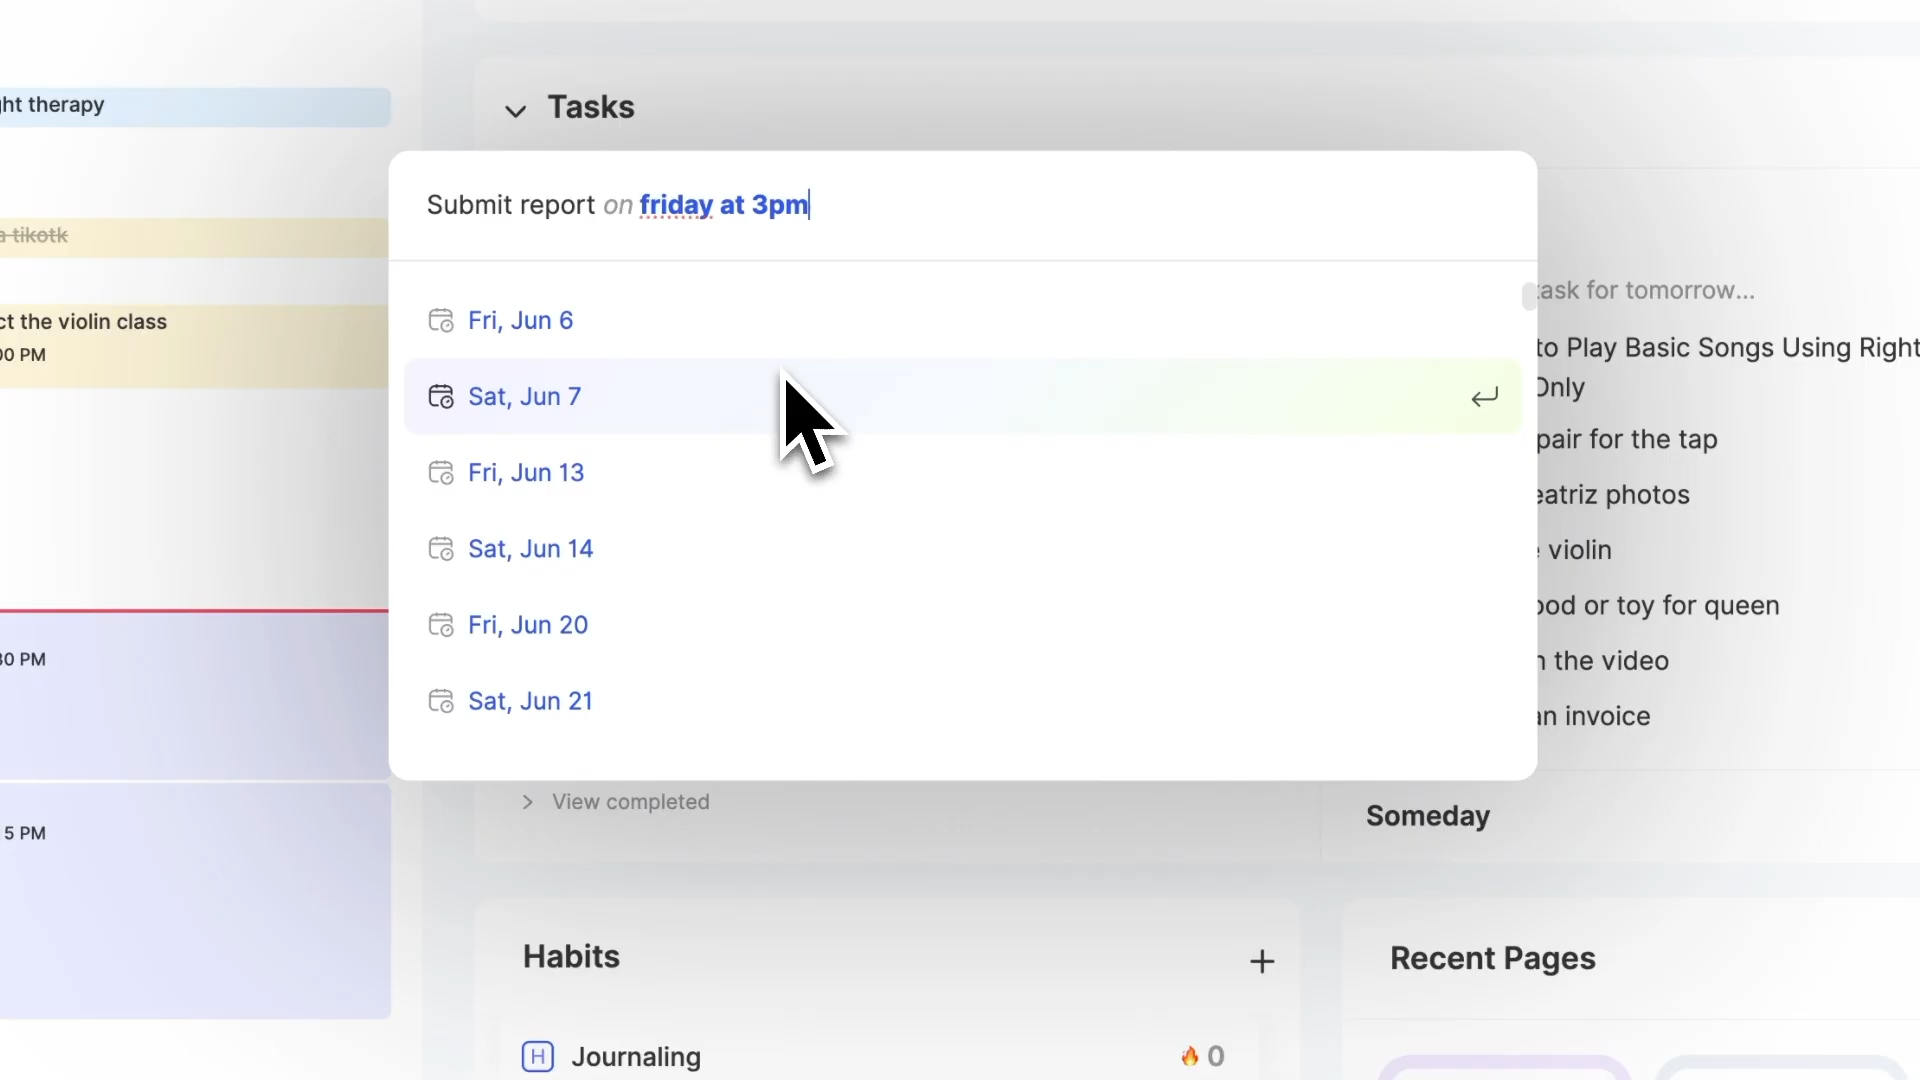 ht therapy
a tikotk
ct the violin class
00 PM
30 PM
5 PM
Tasks
Submit report on friday at 3pm
Fri, Jun 6
Sat, Jun 7
Fri, Jun 13
Sat, Jun 14
Fri, Jun 20
Sat, Jun 21
task for tomorrow...
to Play Basic Songs Using Right
Only
pair for the tap
eatriz photos
violin
ood or toy for queen
the video
an invoice
View completed
Someday
Habits
Recent Pages
H Journaling
0